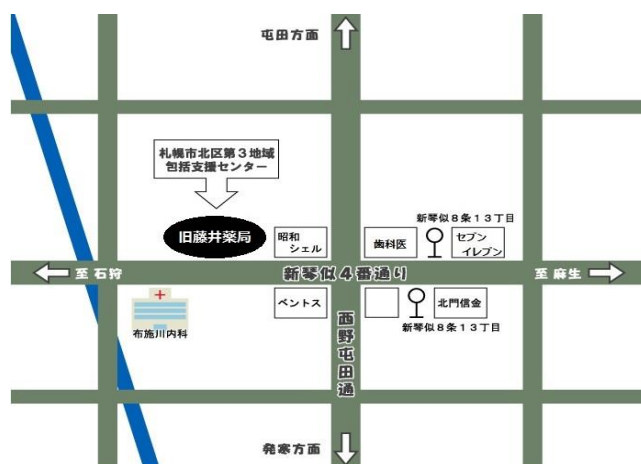 屯田方面
札幌市北区第3地域
包括支援センター
旧藤井薬局
昭和
シェル
歯科医
新琴似8条13丁目
セブン
イレブン
至石狩
新琴似4番通り
至麻生
布施川内科
ベントス
北門信金
新琴似8条13丁目
西野屯田通
発寒方面